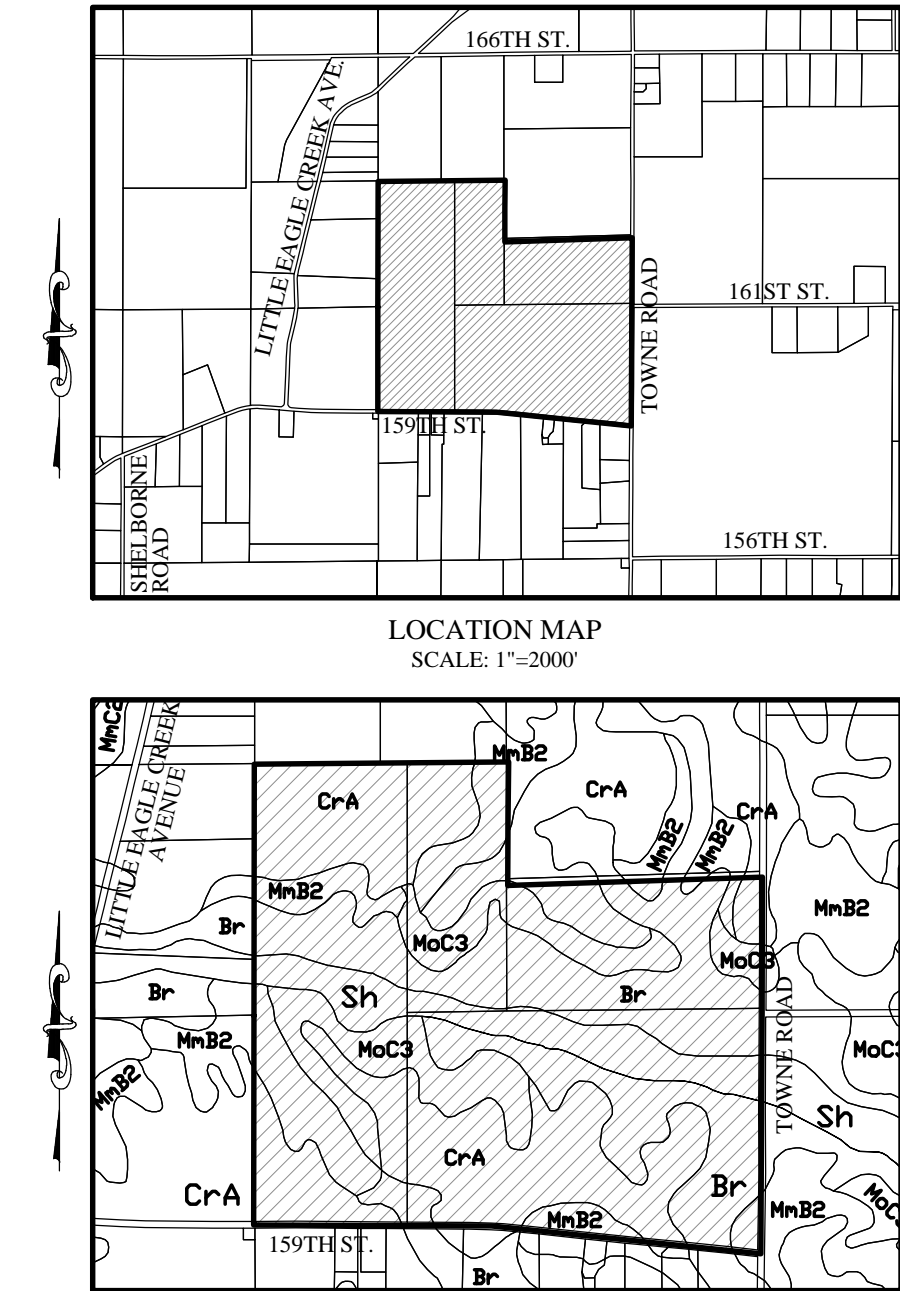 166TH ST.
LITTLE EAGLE CREEK AVE.
TOWNE ROAD
161ST ST.
159TH ST.
SHELBORNE
ROAD
156TH ST.
LOCATION MAP
SCALE: 1"=2000'
MmC2
LITTLE EAGLE CREEK
AVENUE
MmB2
CrA
CrA
CrA
MmB2
MmB2
MmB2
MmB2
Br
MoC3
MoC3
Br
Sh
Br
TOWNE ROAD
MmB2
MoC3
MoC3
MmB2
Sh
CrA
CrA
Br
MoC3
MmB2
MmB2
159TH ST.
Br